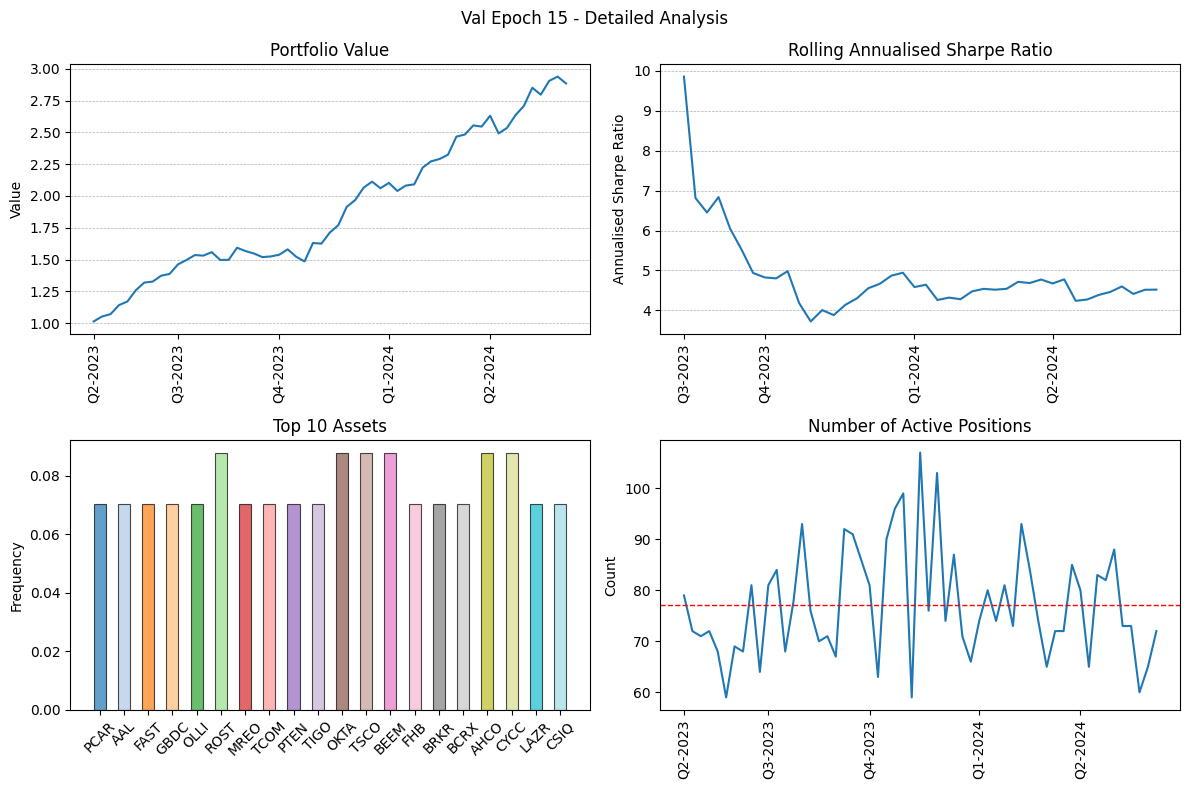 Val Epoch 15 - Detailed Analysis
Portfolio Value
Value
3.00
2.75
2.50
2.25
2.00
1.75
1.50
1.25
1.00
Q2-2023
Q3-2023
Q4-2023
Q1-2024
Q2-2024
Rolling Annualised Sharpe Ratio
Annualised Sharpe Ratio
10
9
8
7
6
5
4
Q3-2023
Q4-2023
Q1-2024
Q2-2024
Top 10 Assets
Frequency
0.08
0.06
0.04
0.02
0.00
PCAR
AAL
FAST
GBDC
OLLI
ROST
MREO
TCOM
PTEN
TIGO
OKTA
TSCO
BEEM
FHB
BRKR
BCRX
AHCO
CYCC
LAZR
CSIQ
Number of Active Positions
Count
100
90
80
70
60
Q2-2023
Q3-2023
Q4-2023
Q1-2024
Q2-2024